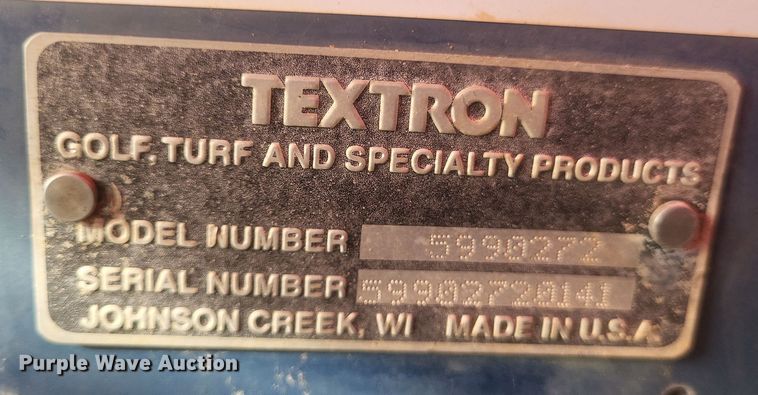 TEXTRON
GOLF, TURF AND SPECIALTY PRODUCTS
MODEL NUMBER 5990272
SERIAL NUMBER 59902720141
JOHNSON CREEK, WI MADE IN U.S.A.
Purple Wave Auction